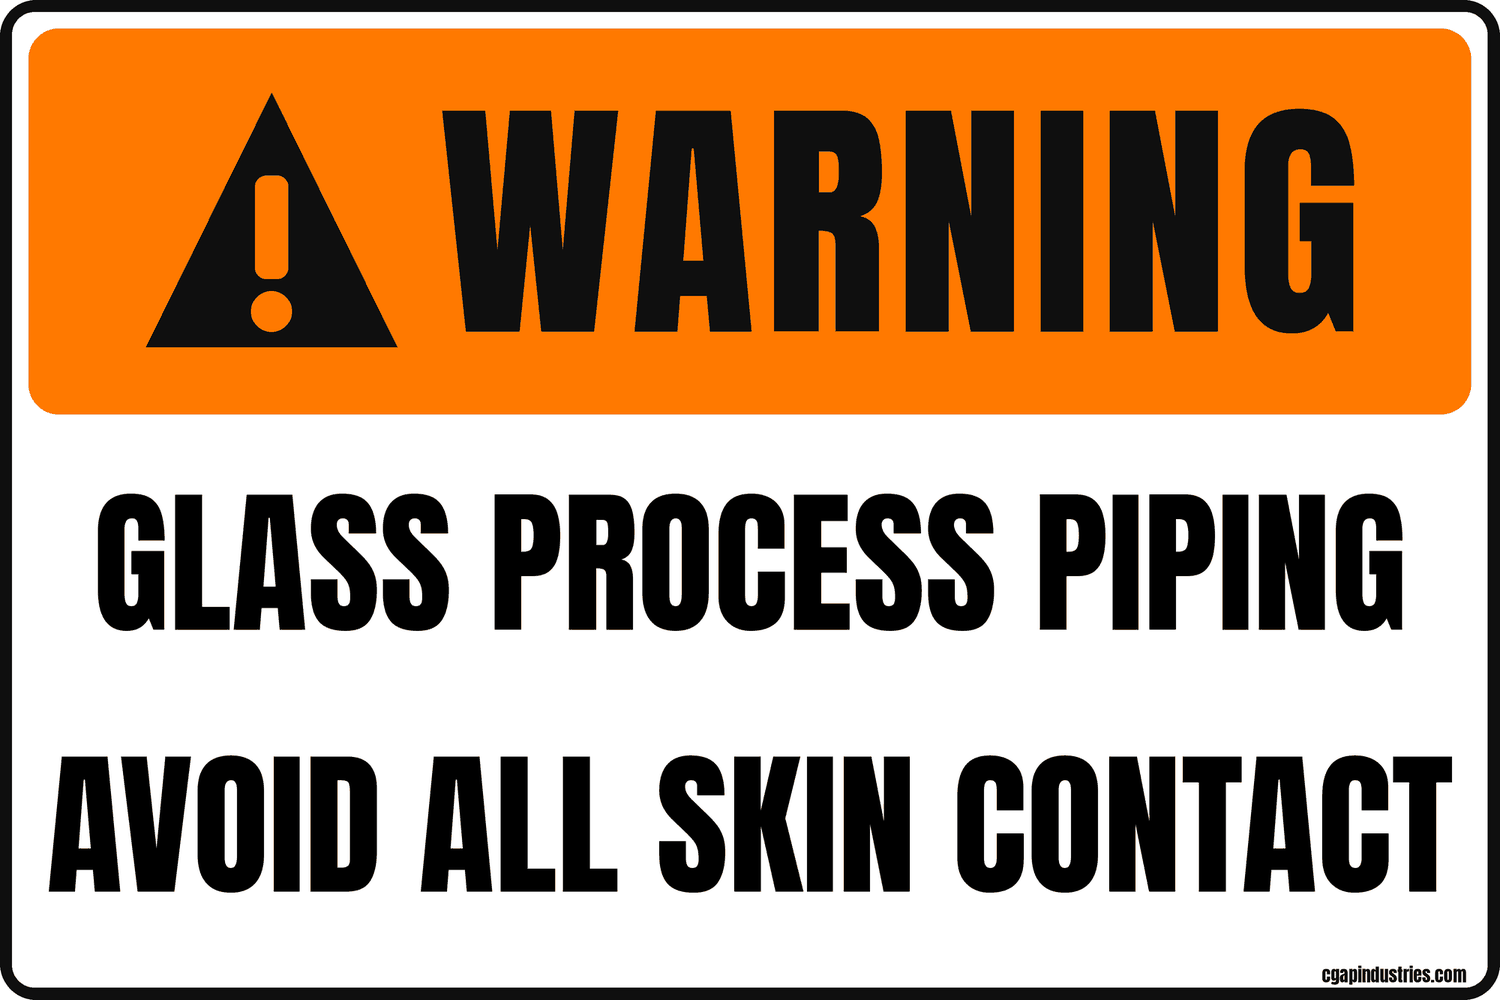 WARNING
GLASS PROCESS PIPING
AVOID ALL SKIN CONTACT
cgapindustries.com